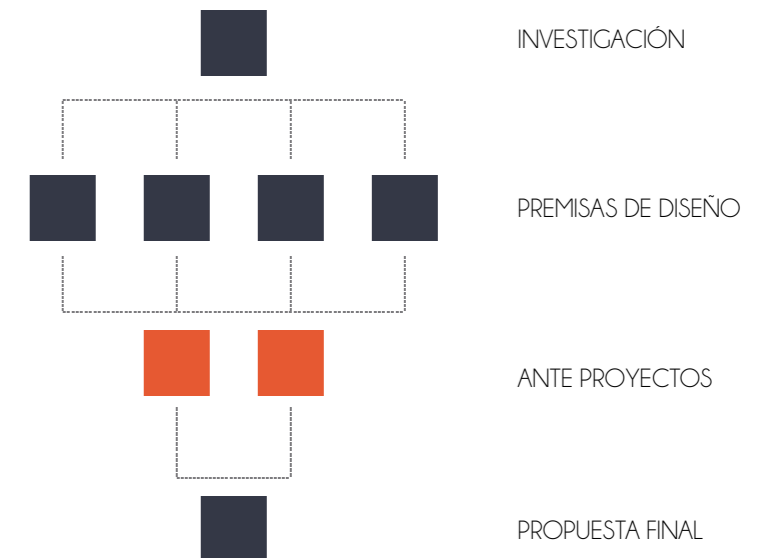 INVESTIGACIÓN
PREMISAS DE DISEÑO
ANTE PROYECTOS
PROPUESTA FINAL